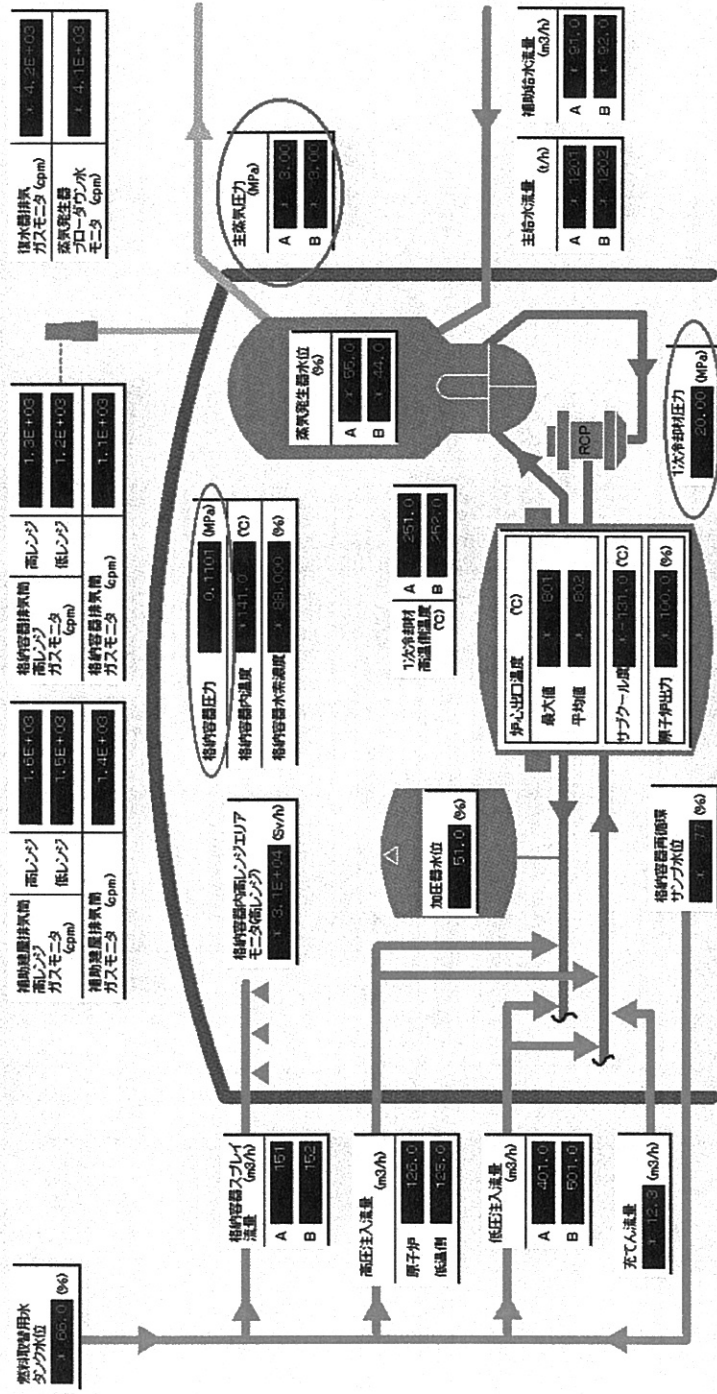 燃料取替用水
タンク水位
* 66.0 (%)
補助建屋排気筒
高レンジ
ガスモニタ (cpm)
高レンジ 1.6E+03
低レンジ 1.5E+03
補助建屋排気筒
ガスモニタ (cpm)
1.4E+03
格納容器排気筒
高レンジ
ガスモニタ (cpm)
高レンジ 1.3E+03
低レンジ 1.2E+03
格納容器排気筒
ガスモニタ (cpm)
1.1E+03
復水器排気
ガスモニタ (cpm)
* 4.2E+03
蒸気発生器
ブローダウン水
モニタ (cpm)
* 4.1E+03
格納容器スプレイ
流量 (m3/h)
A 151
B 152
格納容器内高レンジエリア
モニタ(高レンジ)
* 3.1E+04 (Sv/h)
格納容器圧力 0.1101 (MPa)
格納容器内温度 * 141.0 (℃)
格納容器水素濃度 * 88.000 (%)
蒸気発生器水位
(%)
A * 55.0
B * 44.0
主蒸気圧力
(MPa)
A * 3.00
B * 3.00
高圧注入流量
(m3/h)
原子炉 126.0
低温側 125.0
加圧器水位
51.0 (%)
1次冷却材
高温側温度
(℃)
A * 251.0
B * 252.0
低圧注入流量
(m3/h)
A 401.0
B 501.0
炉心出口温度 (℃)
最大値 * 801
平均値 * 802
サブクール度 * -131.0 (℃)
原子炉出力 * 100.0 (%)
RCP
主給水流量 (t/h)
A * 1201
B * 1202
補助給水流量
(m3/h)
A * 91.0
B * 92.0
充てん流量
* 12.3 (m3/h)
格納容器再循環
サンプ水位
* 77 (%)
1次冷却材圧力
20.00 (MPa)